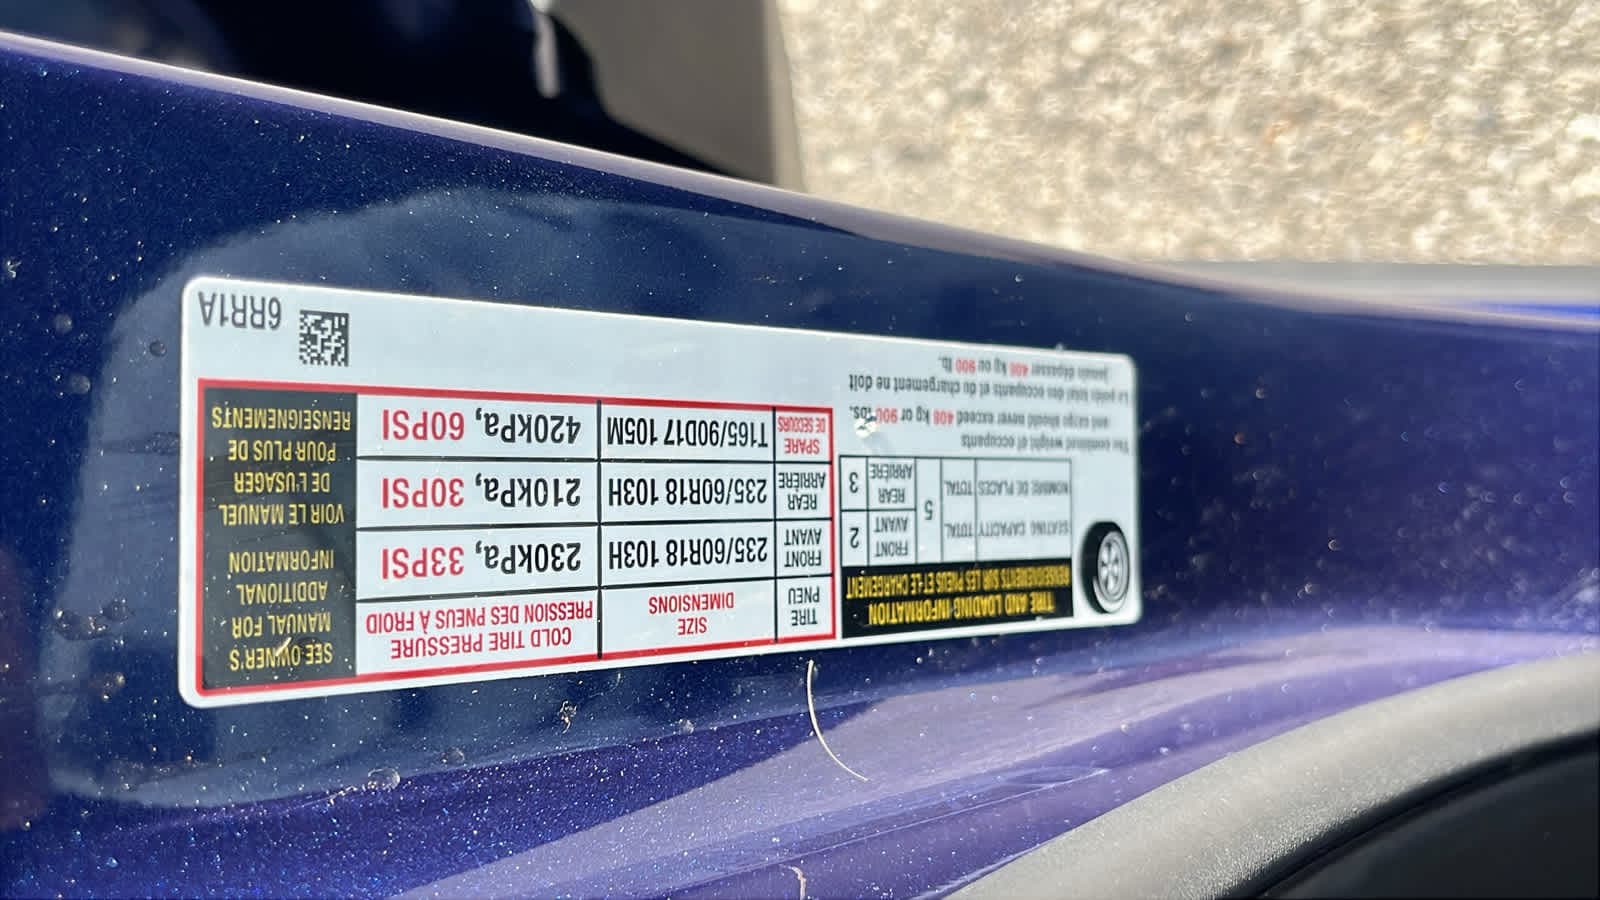 TIRE AND LOADING INFORMATION
RENSEIGNEMENTS SUR LES PNEUS ET LE CHARGEMENT
SEATING CAPACITY TOTAL 5 FRONT AVANT 2
NOMBRE DE PLACES TOTAL REAR ARRIÈRE 3
The combined weight of occupants
and cargo should never exceed 408 kg or 900 lbs.
Le poids total des occupants et du chargement ne doit
jamais dépasser 408 kg ou 900 lb.
TIRE PNEU SIZE DIMENSIONS COLD TIRE PRESSURE PRESSION DES PNEUS À FROID
FRONT AVANT 235/60R18 103H 230kPa, 33PSI
REAR ARRIÈRE 235/60R18 103H 210kPa, 30PSI
SPARE DE SECOURS T165/90D17 105M 420kPa, 60PSI
SEE OWNER'S
MANUAL FOR
ADDITIONAL
INFORMATION
VOIR LE MANUEL
DE L'USAGER
POUR PLUS DE
RENSEIGNEMENTS
6RR1A